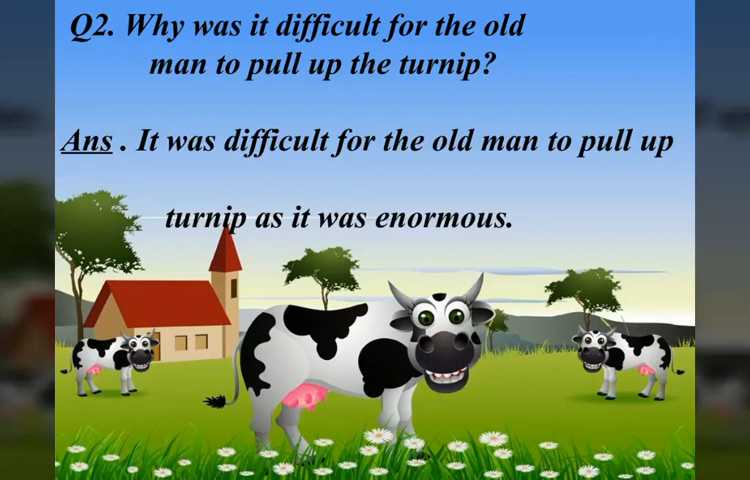 Q2. Why was it difficult for the old
man to pull up the turnip?
Ans . It was difficult for the old man to pull up
turnip as it was enormous.